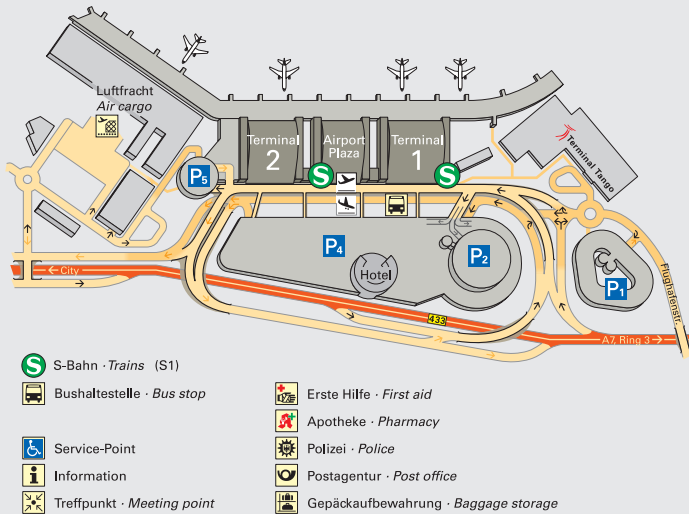 Luftfracht
Air cargo
Terminal
2
Airport
Plaza
Terminal
1
Terminal Tango
S
S
P5
P4
Hotel
P2
P1
← City
433
A7, Ring 3 →
Flughafenstr.
S S-Bahn · Trains (S1)
Bushaltestelle · Bus stop
Service-Point
i Information
Treffpunkt · Meeting point
Erste Hilfe · First aid
Apotheke · Pharmacy
Polizei · Police
Postagentur · Post office
Gepäckaufbewahrung · Baggage storage